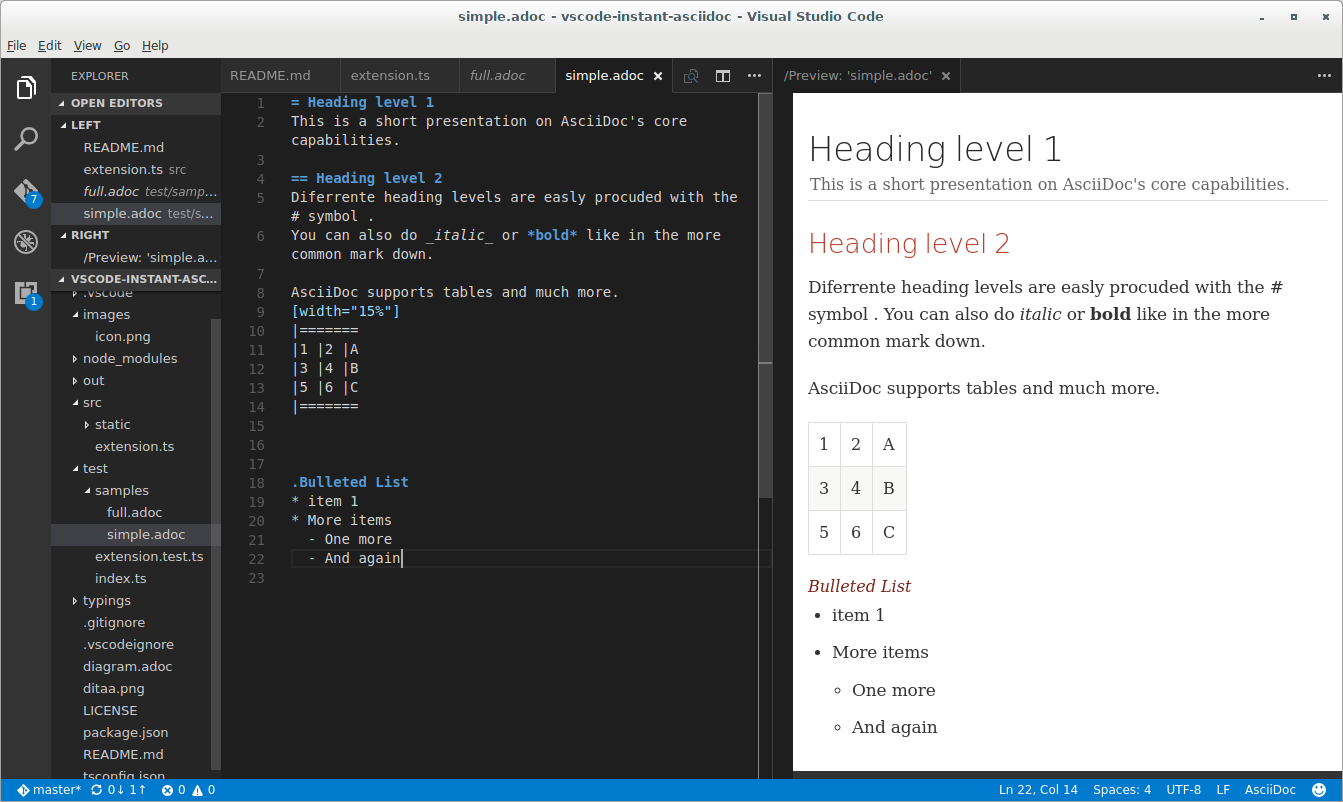 simple.adoc - vscode-instant-asciidoc - Visual Studio Code
File Edit View Go Help
EXPLORER
OPEN EDITORS
LEFT
README.md
extension.ts src
full.adoc test/samp...
simple.adoc test/s...
RIGHT
/Preview: 'simple.a...
VSCODE-INSTANT-ASC...
.vscode
images
icon.png
node_modules
out
src
static
extension.ts
test
samples
full.adoc
simple.adoc
extension.test.ts
index.ts
typings
.gitignore
.vscodeignore
diagram.adoc
ditaa.png
LICENSE
package.json
README.md
tsconfig.json
7
1
README.md extension.ts full.adoc simple.adoc
1 = Heading level 1
2 This is a short presentation on AsciiDoc's core
capabilities.
3
4 == Heading level 2
5 Diferrente heading levels are easly procuded with the
# symbol .
6 You can also do _italic_ or *bold* like in the more
common mark down.
7
8 AsciiDoc supports tables and much more.
9 [width="15%"]
10 |=======
11 |1 |2 |A
12 |3 |4 |B
13 |5 |6 |C
14 |=======
15
16
17
18 .Bulleted List
19 * item 1
20 * More items
21   - One more
22   - And again
23
/Preview: 'simple.adoc'
Heading level 1
This is a short presentation on AsciiDoc's core capabilities.
Heading level 2
Diferrente heading levels are easly procuded with the #
symbol . You can also do italic or bold like in the more
common mark down.
AsciiDoc supports tables and much more.
1 2 A
3 4 B
5 6 C
Bulleted List
• item 1
• More items
◦ One more
◦ And again
master* 0↓ 1↑ 0 0 Ln 22, Col 14 Spaces: 4 UTF-8 LF AsciiDoc